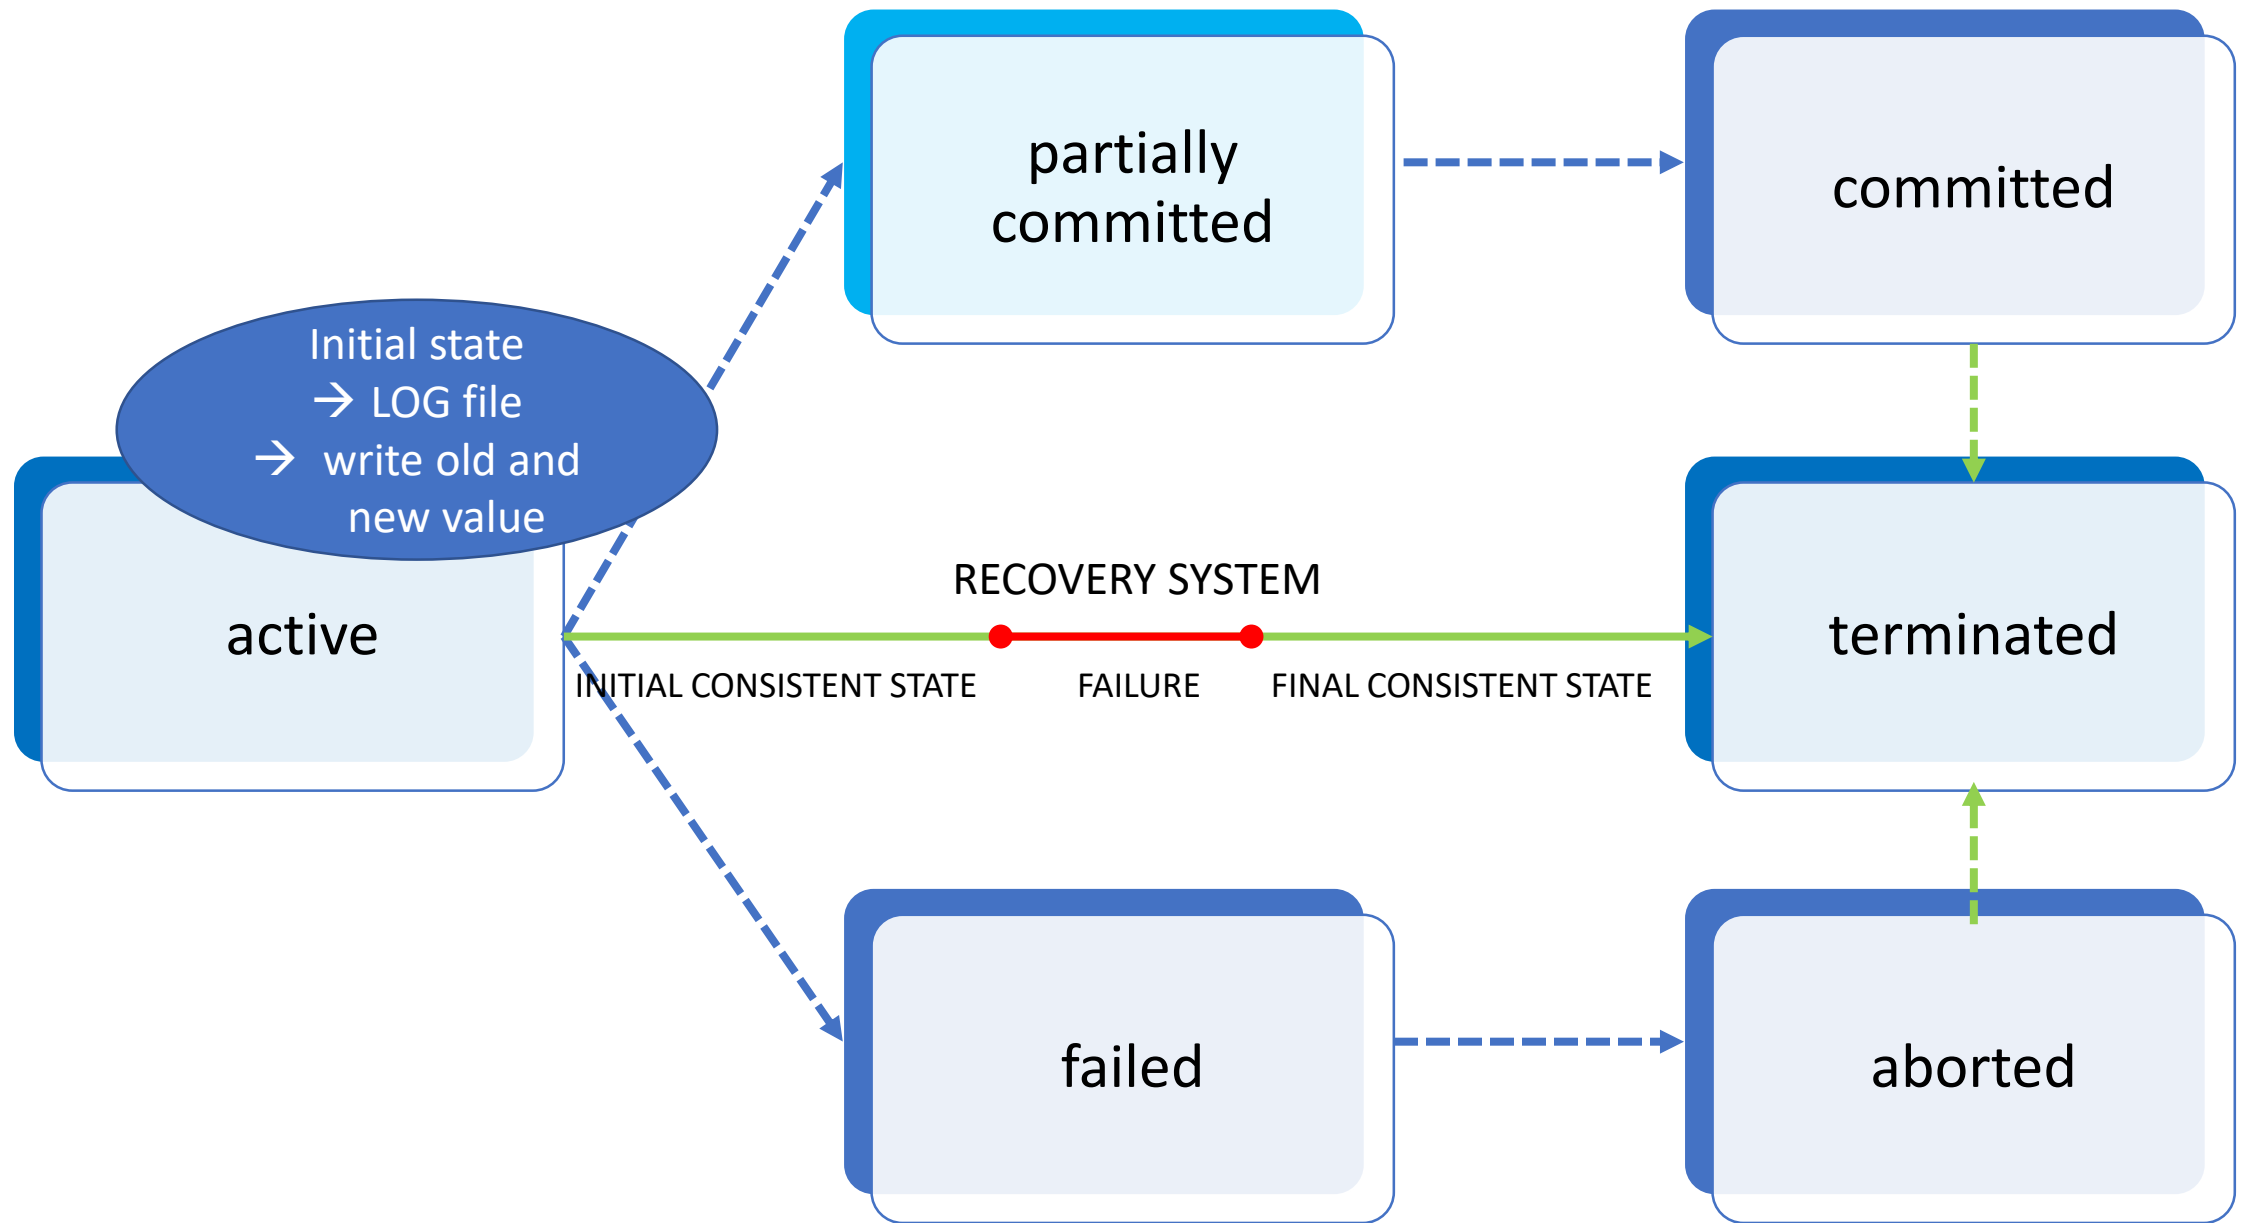 partially
committed
committed
Initial state
→ LOG file
→ write old and
new value
RECOVERY SYSTEM
active
terminated
INITIAL CONSISTENT STATE
FAILURE
FINAL CONSISTENT STATE
failed
aborted